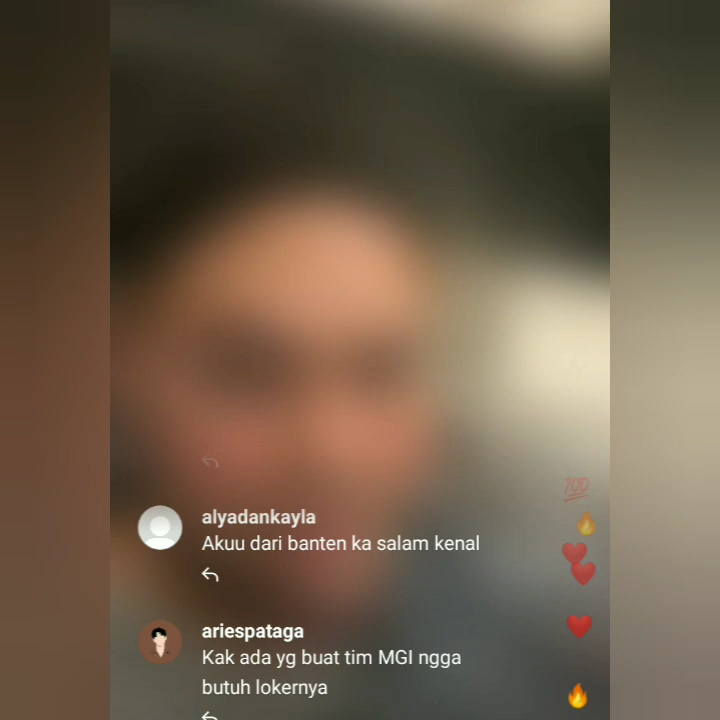 alyadankayla
Akuu dari banten ka salam kenal
ariespataga
Kak ada yg buat tim MGI ngga
butuh lokernya